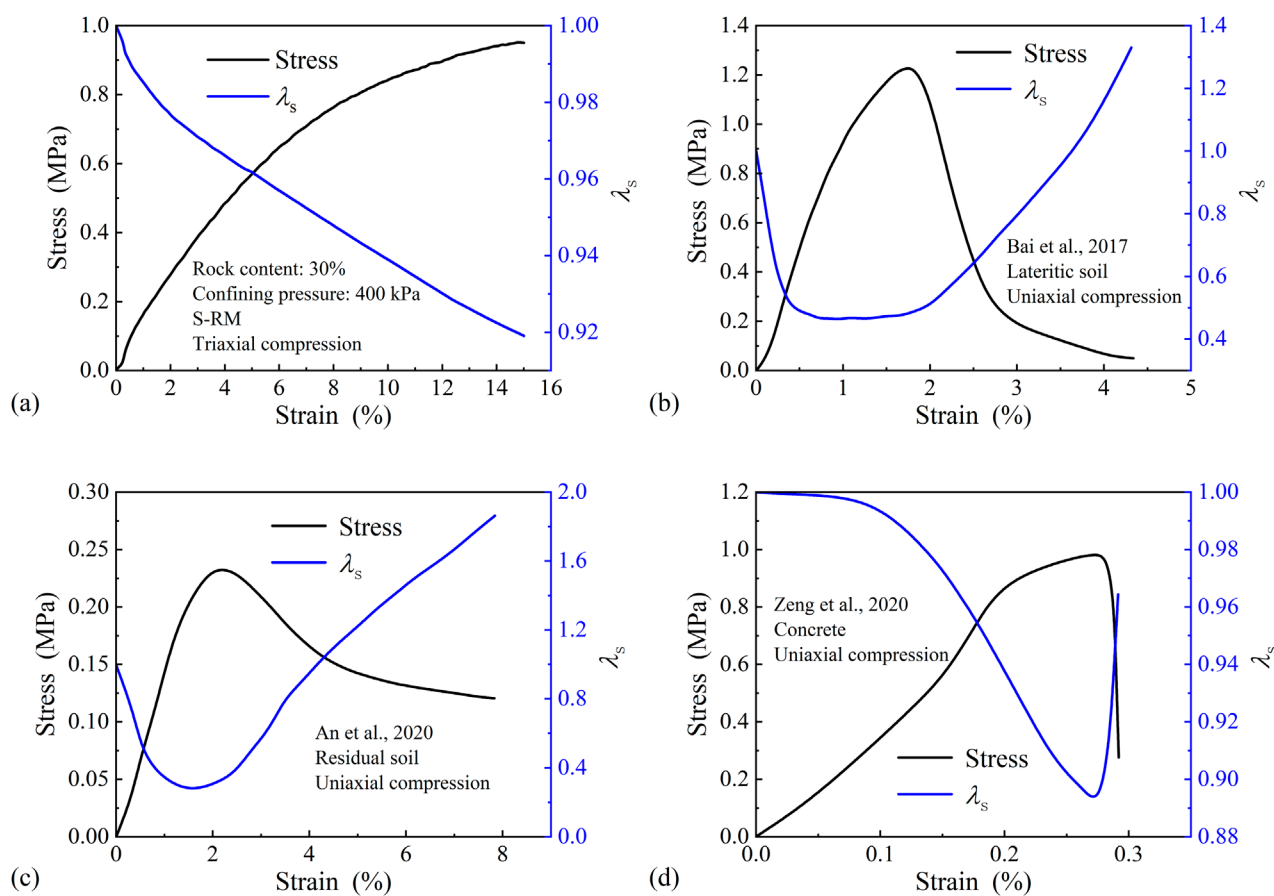 1.0
0.8
0.6
0.4
0.2
0.0
Stress (MPa)
Stress
λs
Rock content: 30%
Confining pressure: 400 kPa
S-RM
Triaxial compression
1.00
0.98
0.96
0.94
0.92
λs
0 2 4 6 8 10 12 14 16
Strain (%)
(a)
1.4
1.2
1.0
0.8
0.6
0.4
0.2
0.0
Stress (MPa)
Stress
λs
Bai et al., 2017
Lateritic soil
Uniaxial compression
1.4
1.2
1.0
0.8
0.6
0.4
λs
0 1 2 3 4 5
Strain (%)
(b)
0.30
0.25
0.20
0.15
0.10
0.05
0.00
Stress (MPa)
Stress
λs
An et al., 2020
Residual soil
Uniaxial compression
2.0
1.6
1.2
0.8
0.4
0.0
λs
0 2 4 6 8
Strain (%)
(c)
1.2
1.0
0.8
0.6
0.4
0.2
0.0
Stress (MPa)
Zeng et al., 2020
Concrete
Uniaxial compression
Stress
λs
1.00
0.98
0.96
0.94
0.92
0.90
0.88
λs
0.0 0.1 0.2 0.3
Strain (%)
(d)